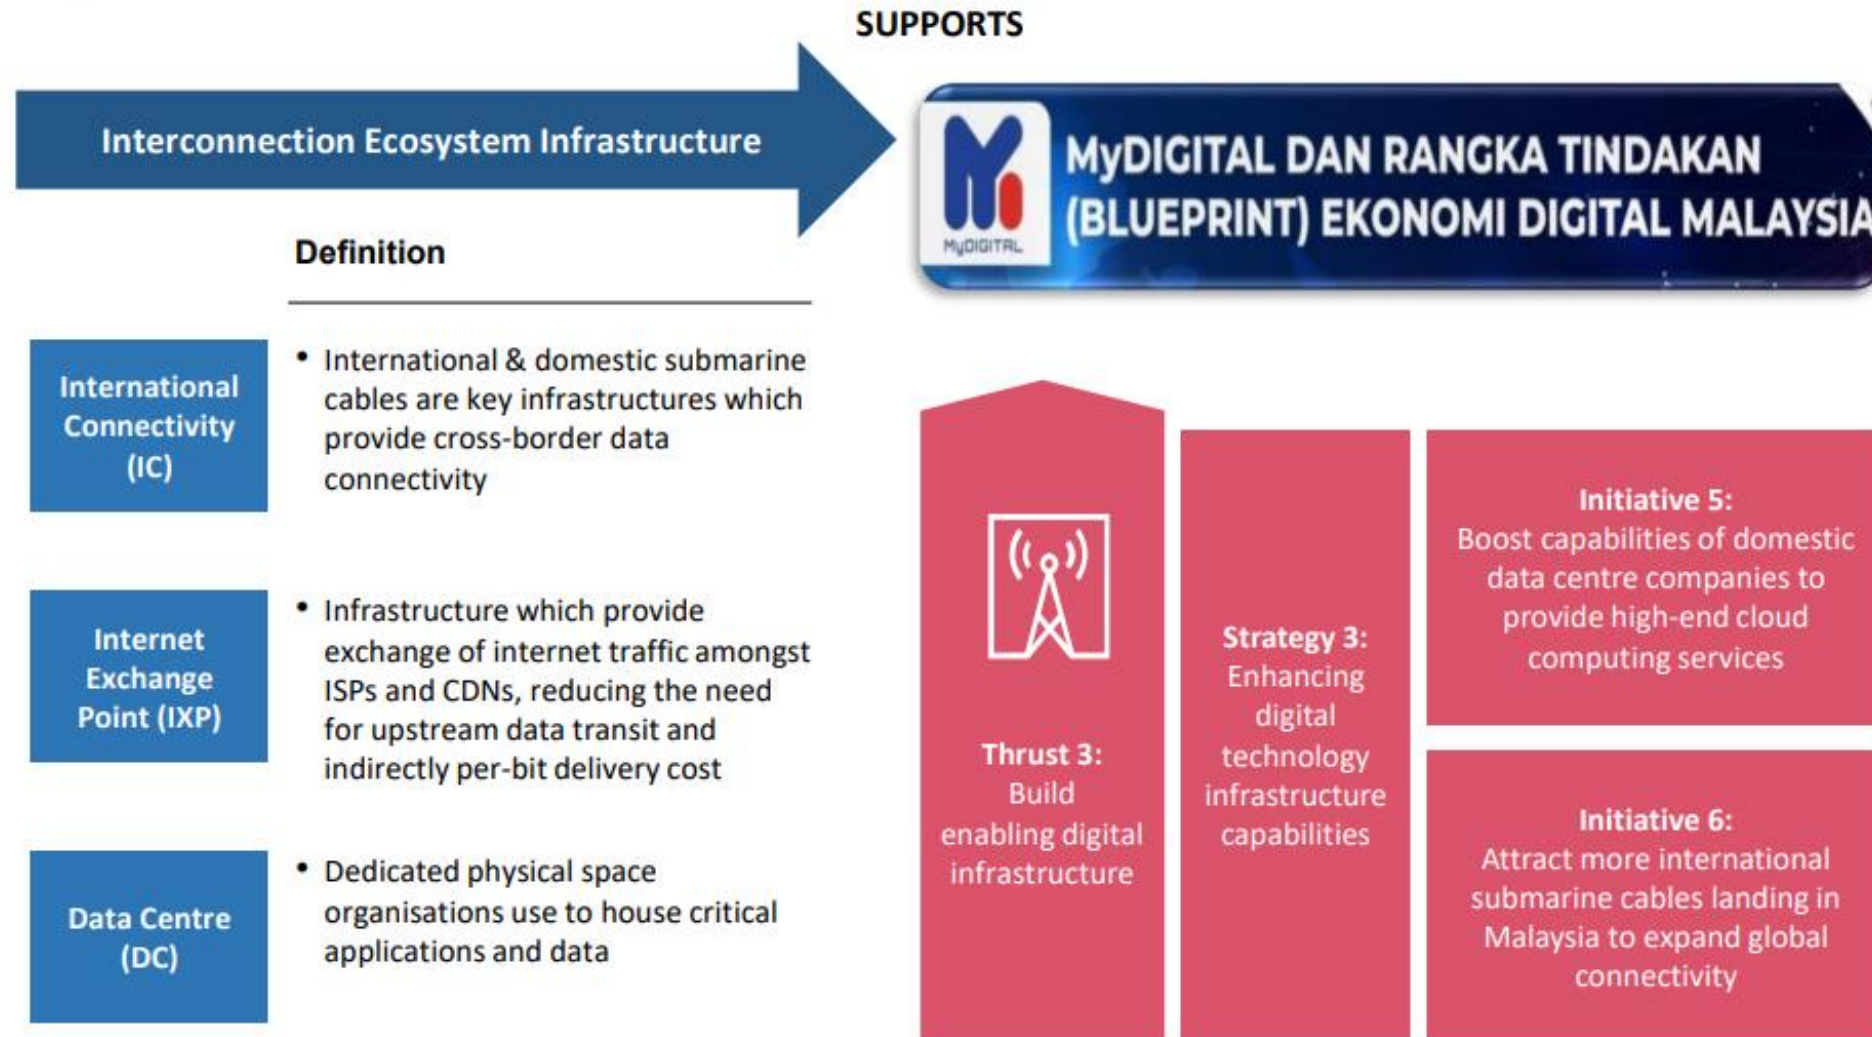 SUPPORTS
Interconnection Ecosystem Infrastructure
MyDIGITAL
MyDIGITAL DAN RANGKA TINDAKAN
(BLUEPRINT) EKONOMI DIGITAL MALAYSIA
Definition
International
Connectivity
(IC)
• International & domestic submarine
cables are key infrastructures which
provide cross-border data
connectivity
Internet
Exchange
Point (IXP)
• Infrastructure which provide
exchange of internet traffic amongst
ISPs and CDNs, reducing the need
for upstream data transit and
indirectly per-bit delivery cost
Data Centre
(DC)
• Dedicated physical space
organisations use to house critical
applications and data
Thrust 3:
Build
enabling digital
infrastructure
Strategy 3:
Enhancing
digital
technology
infrastructure
capabilities
Initiative 5:
Boost capabilities of domestic
data centre companies to
provide high-end cloud
computing services
Initiative 6:
Attract more international
submarine cables landing in
Malaysia to expand global
connectivity